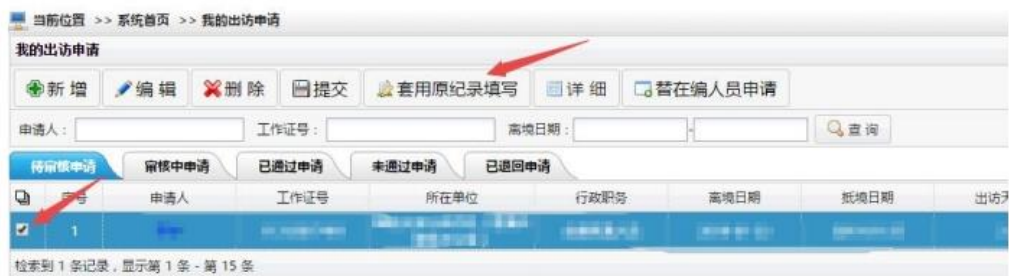 当前位置 >> 系统首页 >> 我的出访申请
我的出访申请
新增 编辑 删除 提交 套用原纪录填写 详细 替在编人员申请
申请人： 工作证号： 离境日期： - 查询
待审核申请 审核中申请 已通过申请 未通过申请 已退回申请
序号 申请人 工作证号 所在单位 行政职务 离境日期 抵境日期 出访天
1
检索到 1 条记录，显示第 1 条 - 第 15 条